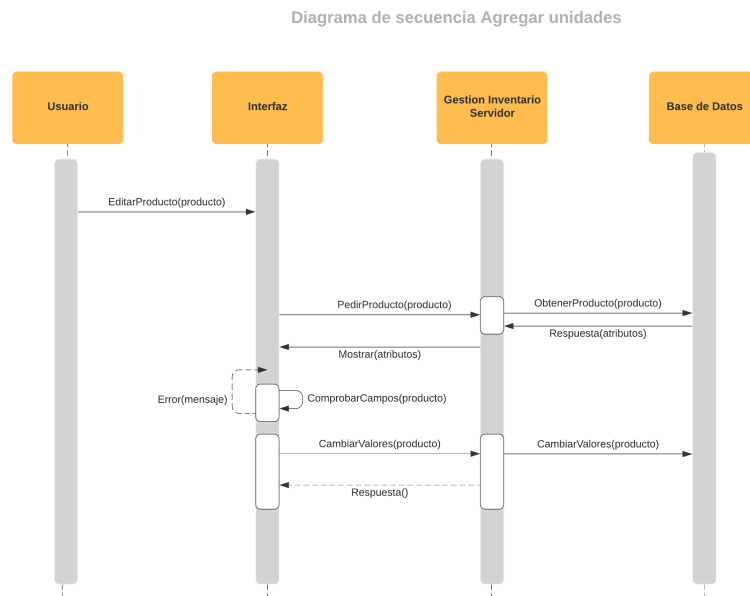 Diagrama de secuencia Agregar unidades
Usuario
Interfaz
Gestion Inventario
Servidor
Base de Datos
EditarProducto(producto)
PedirProducto(producto)
ObtenerProducto(producto)
Respuesta(atributos)
Mostrar(atributos)
Error(mensaje)
ComprobarCampos(producto)
CambiarValores(producto)
CambiarValores(producto)
Respuesta()